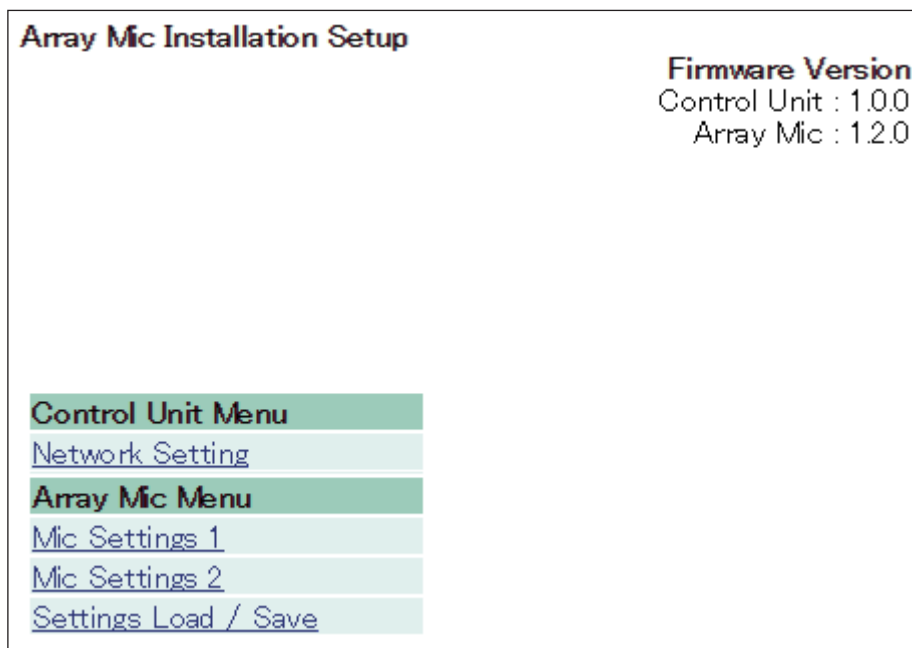 Array Mic Installation Setup
Firmware Version
Control Unit : 1.0.0
Array Mic : 1.2.0
Control Unit Menu
Network Setting
Array Mic Menu
Mic Settings 1
Mic Settings 2
Settings Load / Save